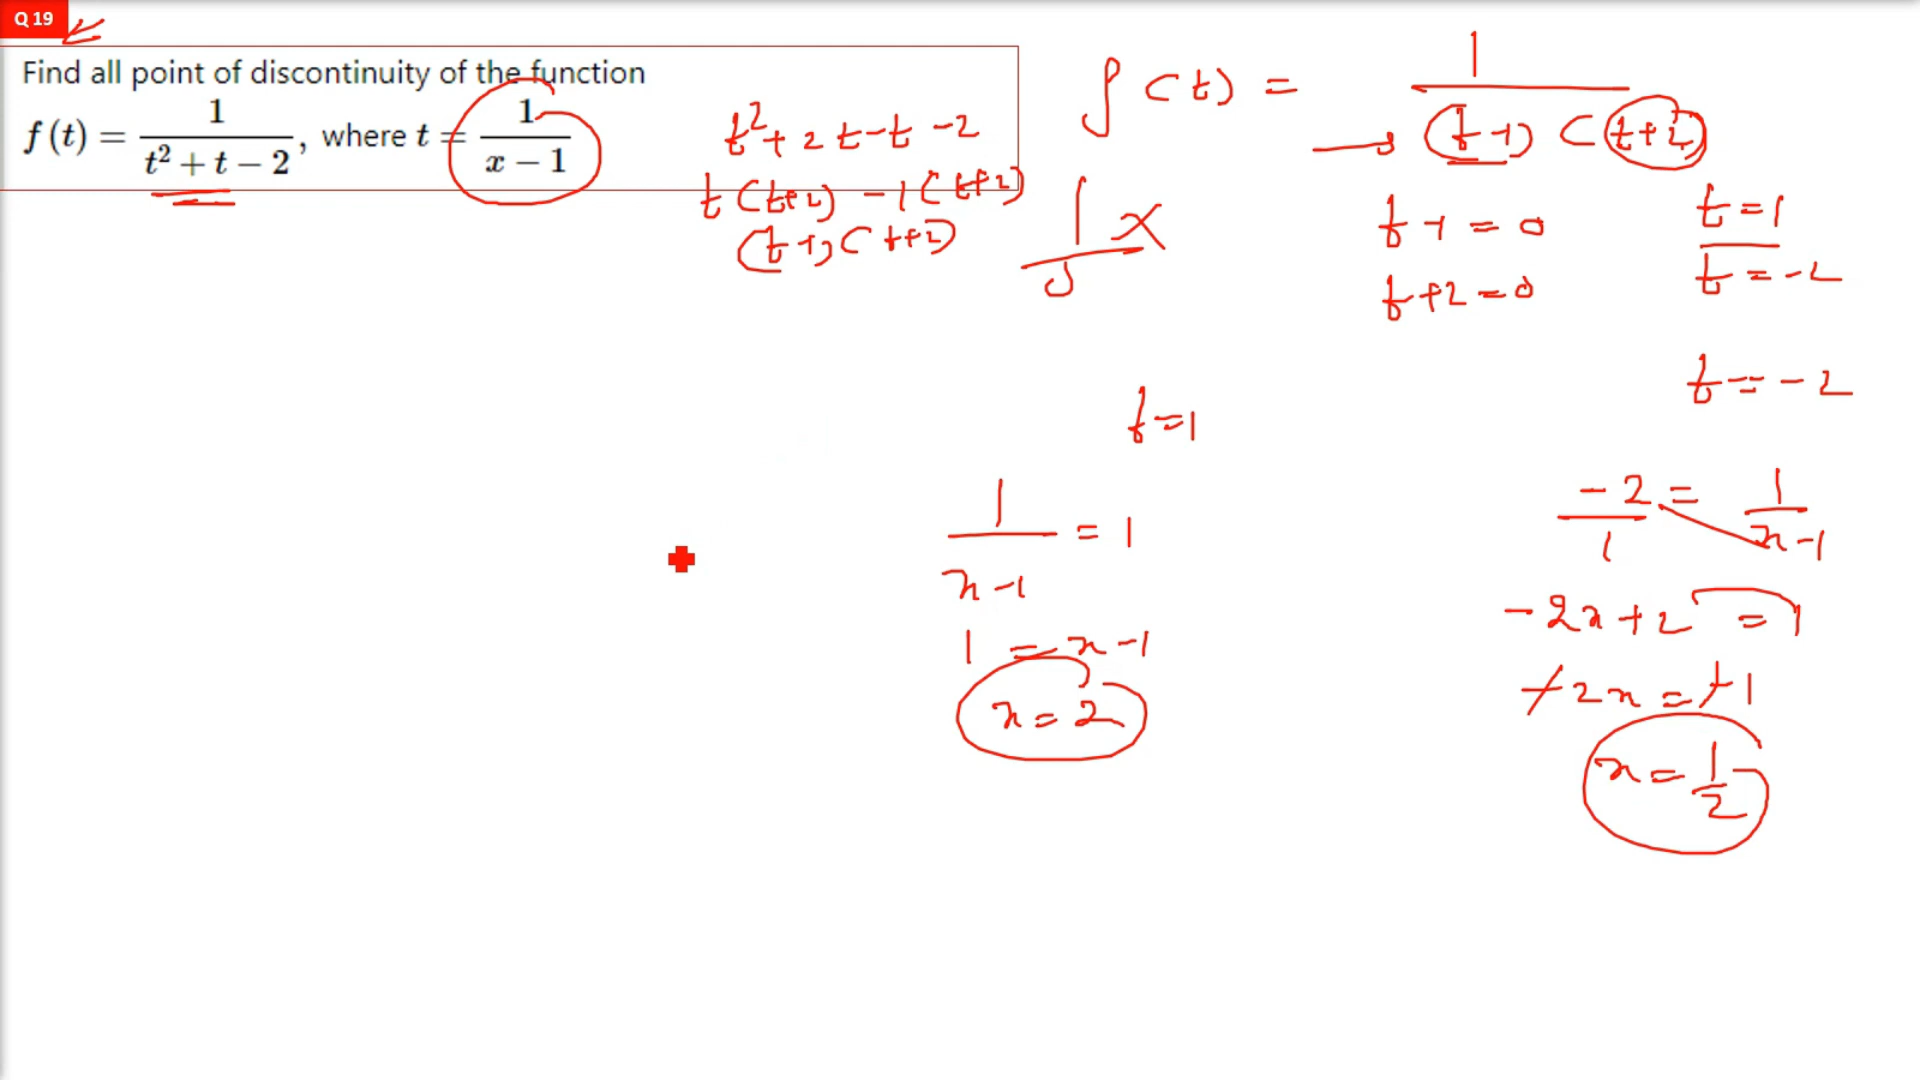 Q 19
Find all point of discontinuity of the function
f (t) = 1 / (t² + t − 2), where t = 1 / (x − 1)
t² + 2t - t - 2
t (t+2) - 1 (t+2)
(t-1) (t+2)
1/0 x
f (t) = 1 / (t-1) (t+2)
t-1 = 0
t+2 = 0
t = 1
t = -2
t = 1
1 / (x-1) = 1
1 = x-1
x = 2
t = -2
-2 / 1 = 1 / (x-1)
-2x + 2 = 1
-2x = -1
x = 1/2